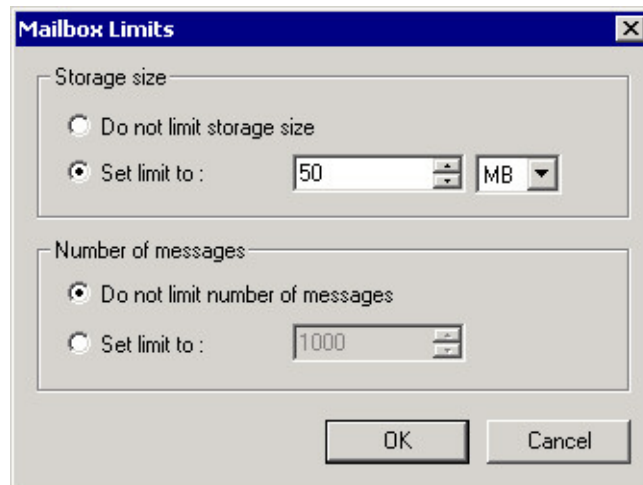 Mailbox Limits
Storage size
Do not limit storage size
Set limit to : 50 MB
Number of messages
Do not limit number of messages
Set limit to : 1000
OK Cancel